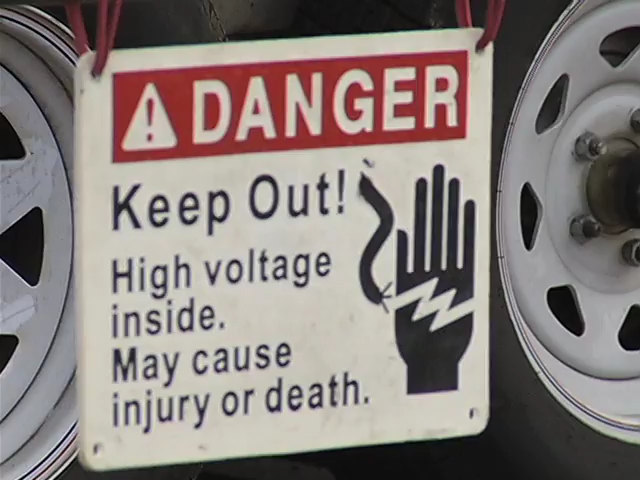 DANGER
Keep Out!
High voltage
inside.
May cause
injury or death.